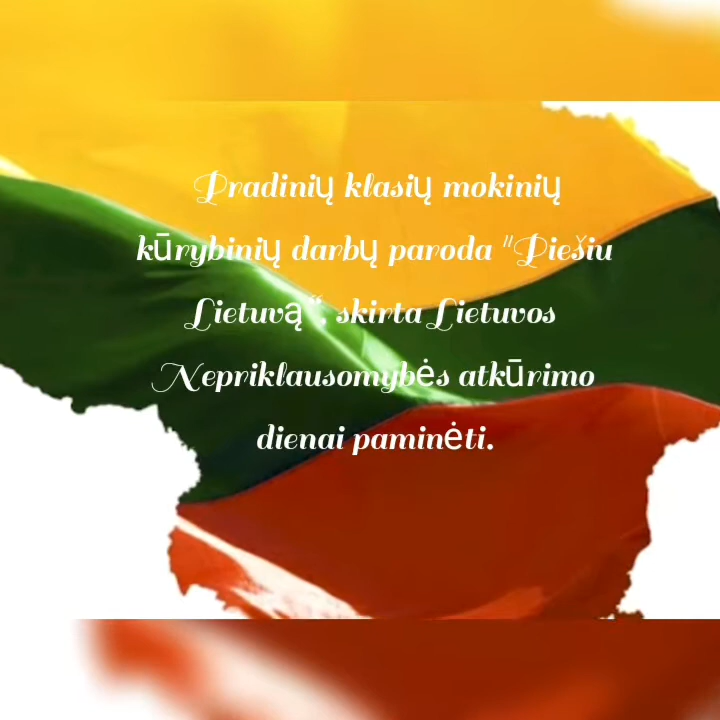 Pradinių klasių mokinių
kūrybinių darbų paroda "Piešiu
Lietuvą", skirta Lietuvos
Nepriklausomybės atkūrimo
dienai paminėti.